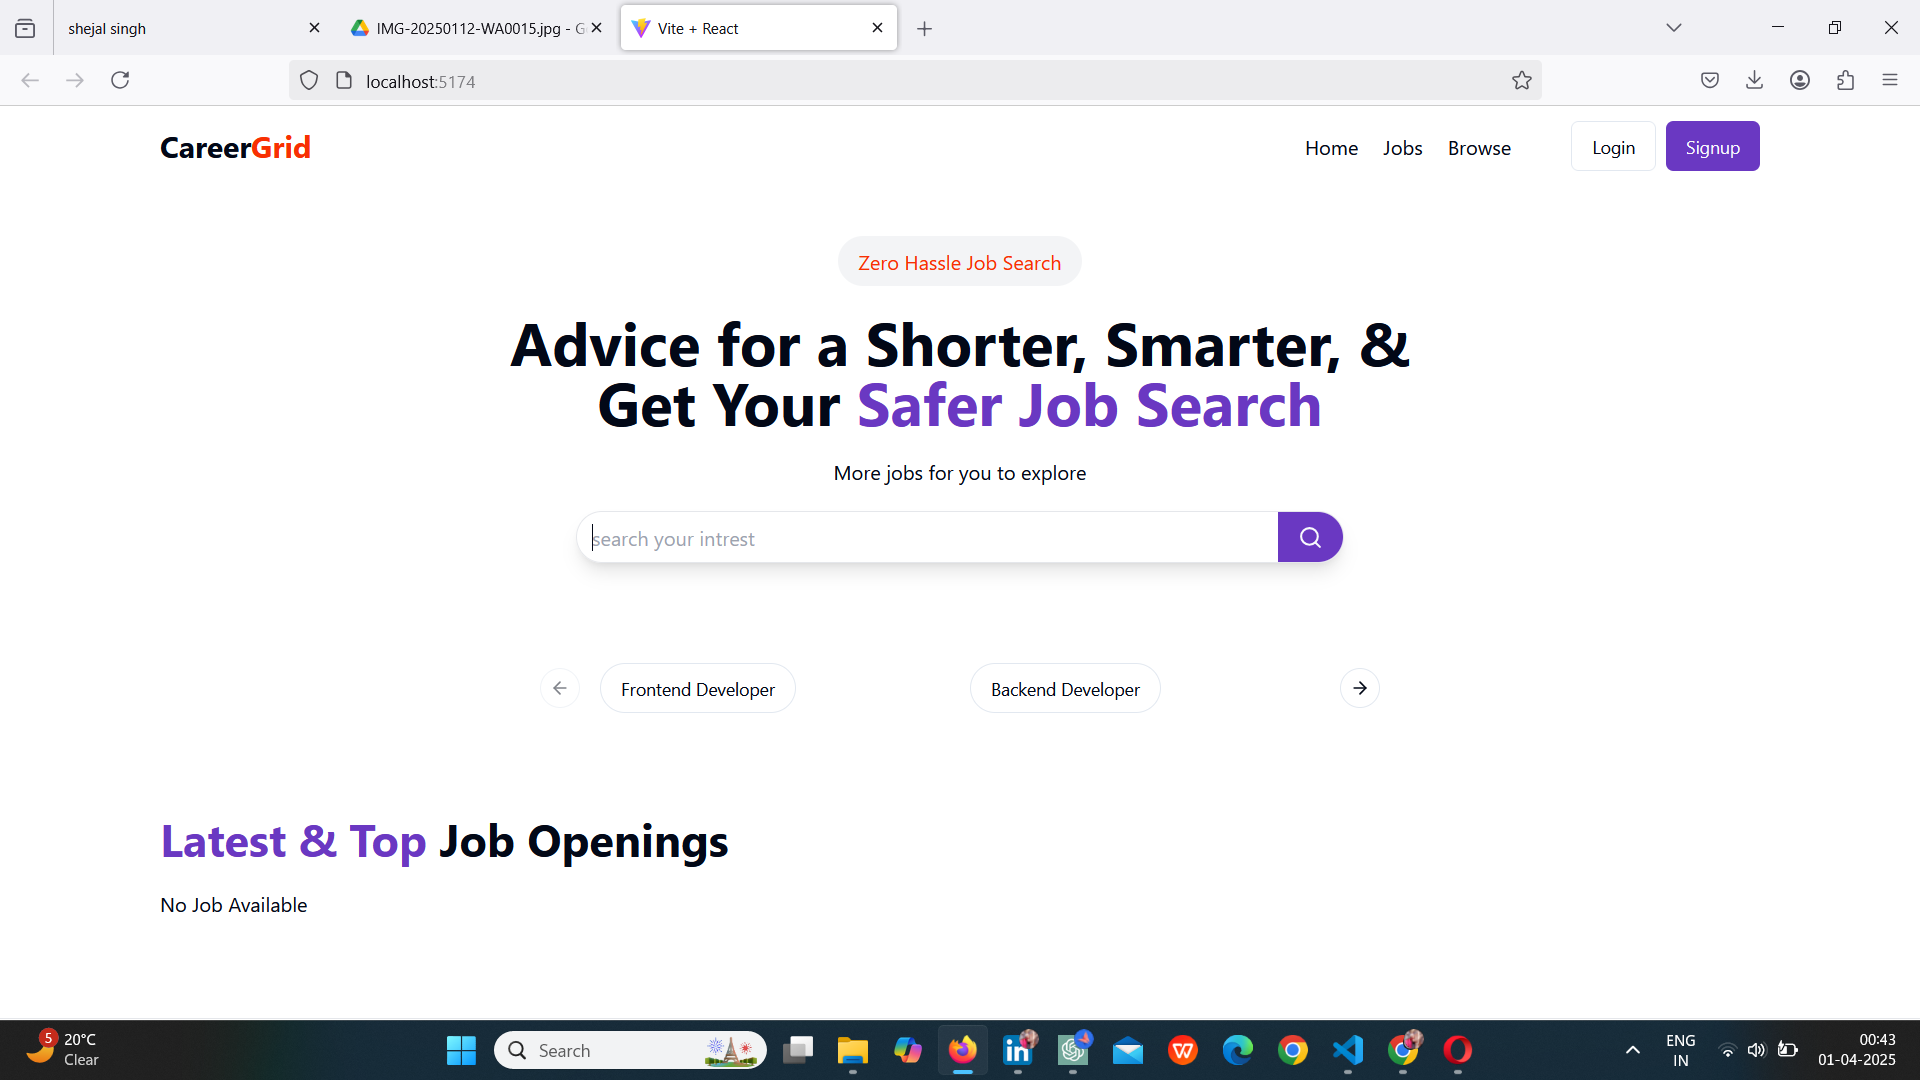 shejal singh
IMG-20250112-WA0015.jpg - G
Vite + React
localhost:5174
CareerGrid
Home
Jobs
Browse
Login
Signup
Zero Hassle Job Search
Advice for a Shorter, Smarter, &
Get Your Safer Job Search
More jobs for you to explore
search your intrest
Frontend Developer
Backend Developer
Latest & Top Job Openings
No Job Available
5
20°C
Clear
Search
in
W
ENG
IN
00:43
01-04-2025